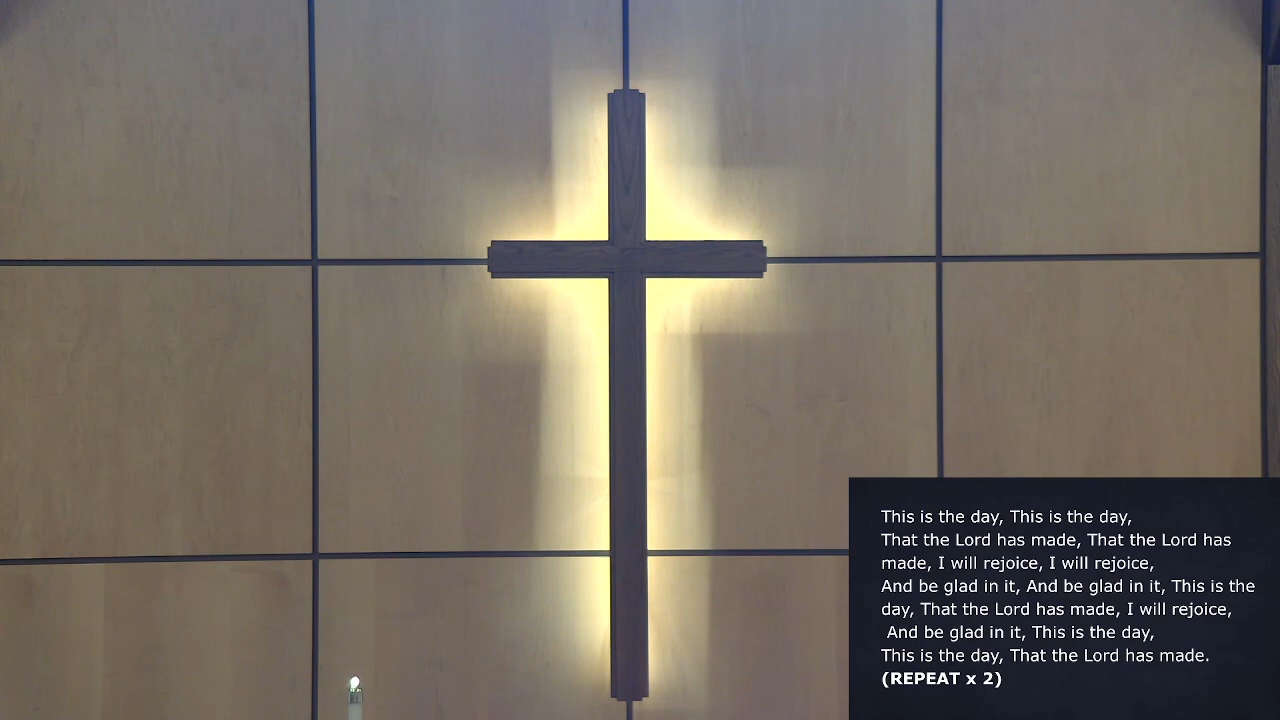 This is the day, This is the day,
That the Lord has made, That the Lord has
made, I will rejoice, I will rejoice,
And be glad in it, And be glad in it, This is the
day, That the Lord has made, I will rejoice,
And be glad in it, This is the day,
This is the day, That the Lord has made.
(REPEAT x 2)